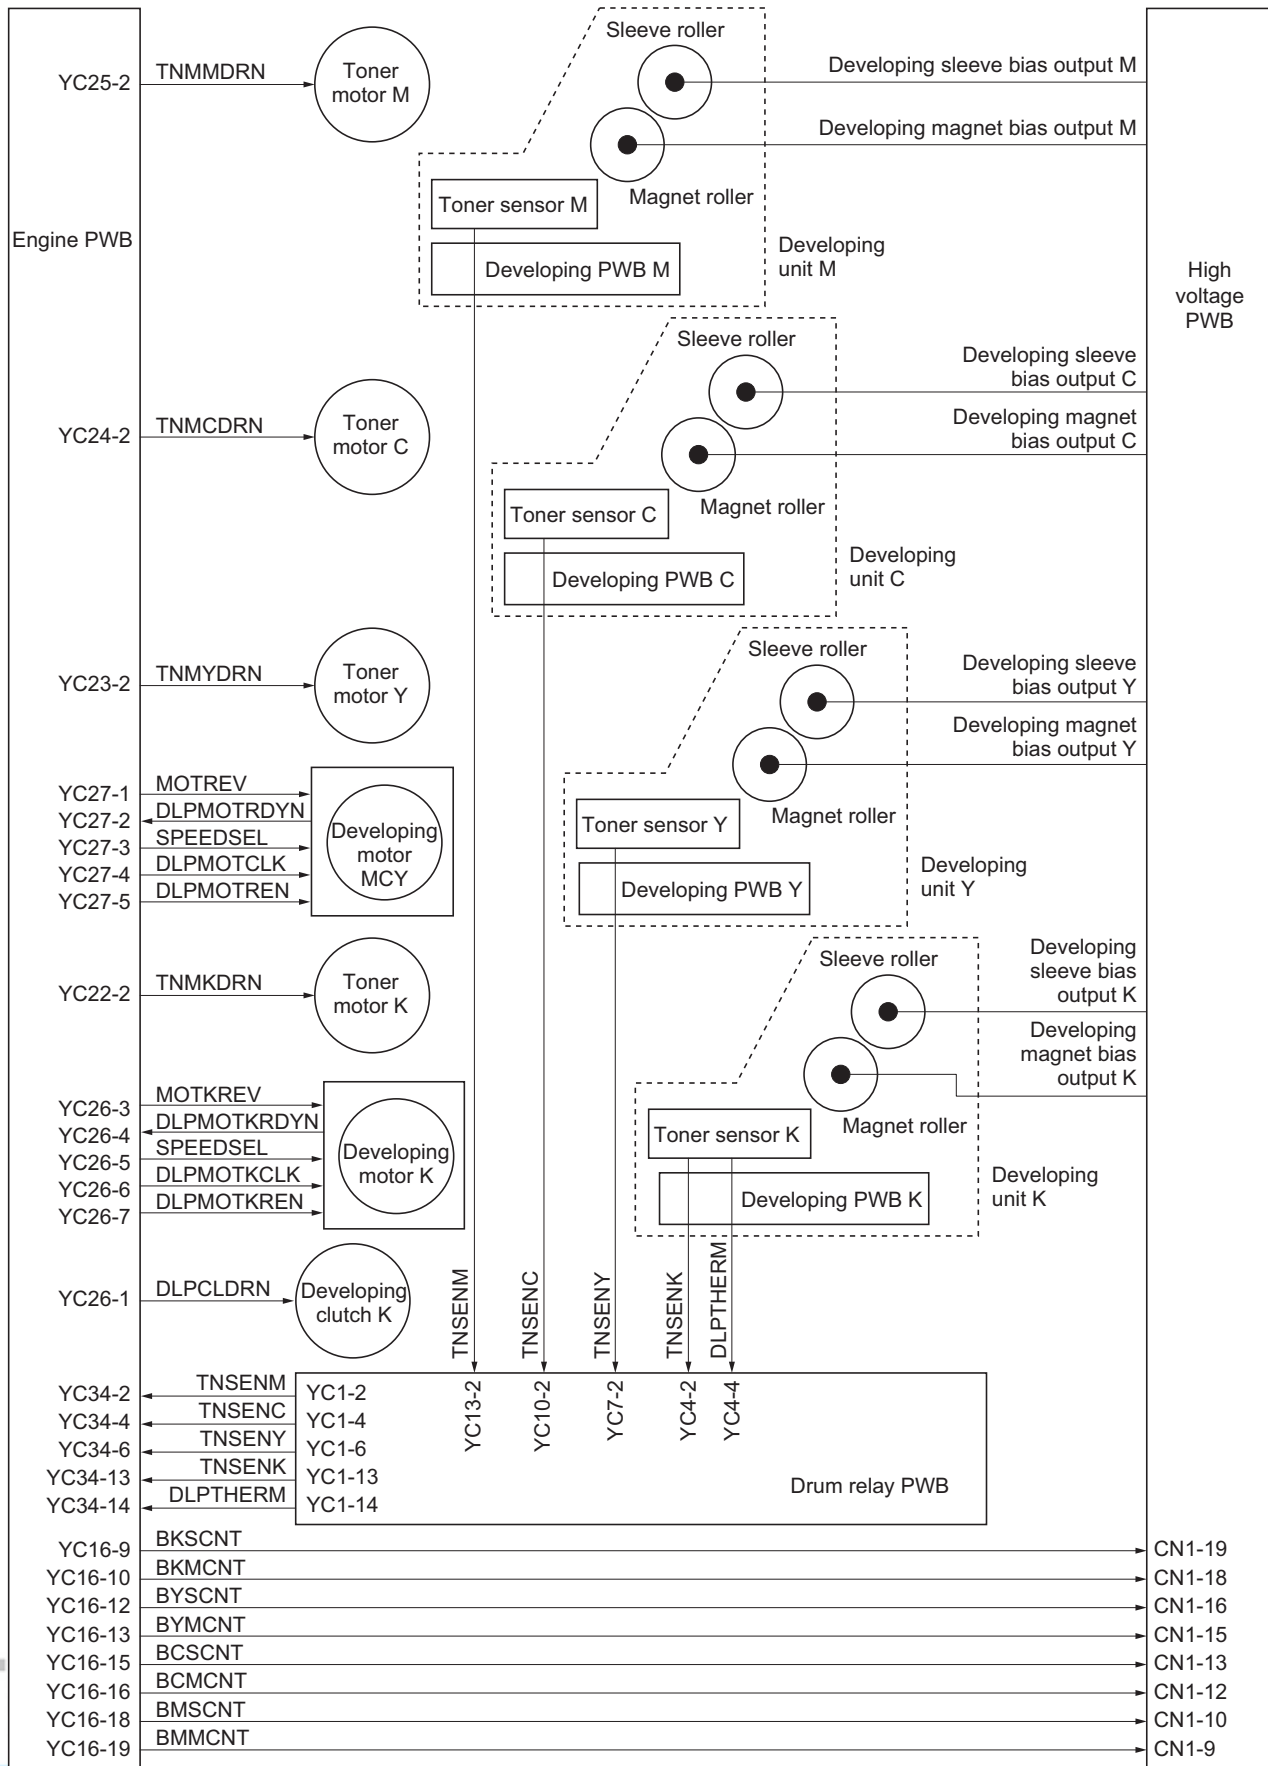 Engine PWB
YC25-2
TNMMDRN
Toner
motor M
Sleeve roller
Magnet roller
Toner sensor M
Developing PWB M
Developing
unit M
Developing sleeve bias output M
Developing magnet bias output M
High
voltage
PWB
YC24-2
TNMCDRN
Toner
motor C
Sleeve roller
Magnet roller
Toner sensor C
Developing PWB C
Developing
unit C
Developing sleeve
bias output C
Developing magnet
bias output C
YC23-2
TNMYDRN
Toner
motor Y
Sleeve roller
Magnet roller
Toner sensor Y
Developing PWB Y
Developing
unit Y
Developing sleeve
bias output Y
Developing magnet
bias output Y
YC27-1
MOTREV
YC27-2
DLPMOTRDYN
YC27-3
SPEEDSEL
YC27-4
DLPMOTCLK
YC27-5
DLPMOTREN
Developing
motor
MCY
YC22-2
TNMKDRN
Toner
motor K
Sleeve roller
Magnet roller
Toner sensor K
Developing PWB K
Developing
unit K
Developing
sleeve bias
output K
Developing
magnet bias
output K
YC26-3
MOTKREV
YC26-4
DLPMOTKRDYN
YC26-5
SPEEDSEL
YC26-6
DLPMOTKCLK
YC26-7
DLPMOTKREN
Developing
motor K
YC26-1
DLPCLDRN
Developing
clutch K
TNSENM
TNSENC
TNSENY
TNSENK
DLPTHERM
YC13-2
YC10-2
YC7-2
YC4-2
YC4-4
YC34-2
TNSENM
YC1-2
YC34-4
TNSENC
YC1-4
YC34-6
TNSENY
YC1-6
YC34-13
TNSENK
YC1-13
YC34-14
DLPTHERM
YC1-14
Drum relay PWB
YC16-9
BKSCNT
CN1-19
YC16-10
BKMCNT
CN1-18
YC16-12
BYSCNT
CN1-16
YC16-13
BYMCNT
CN1-15
YC16-15
BCSCNT
CN1-13
YC16-16
BCMCNT
CN1-12
YC16-18
BMSCNT
CN1-10
YC16-19
BMMCNT
CN1-9